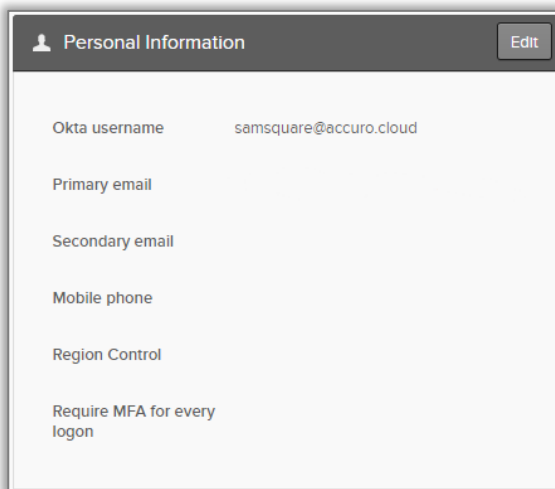 Personal Information
Edit
Okta username samsquare@accuro.cloud
Primary email
Secondary email
Mobile phone
Region Control
Require MFA for every
logon